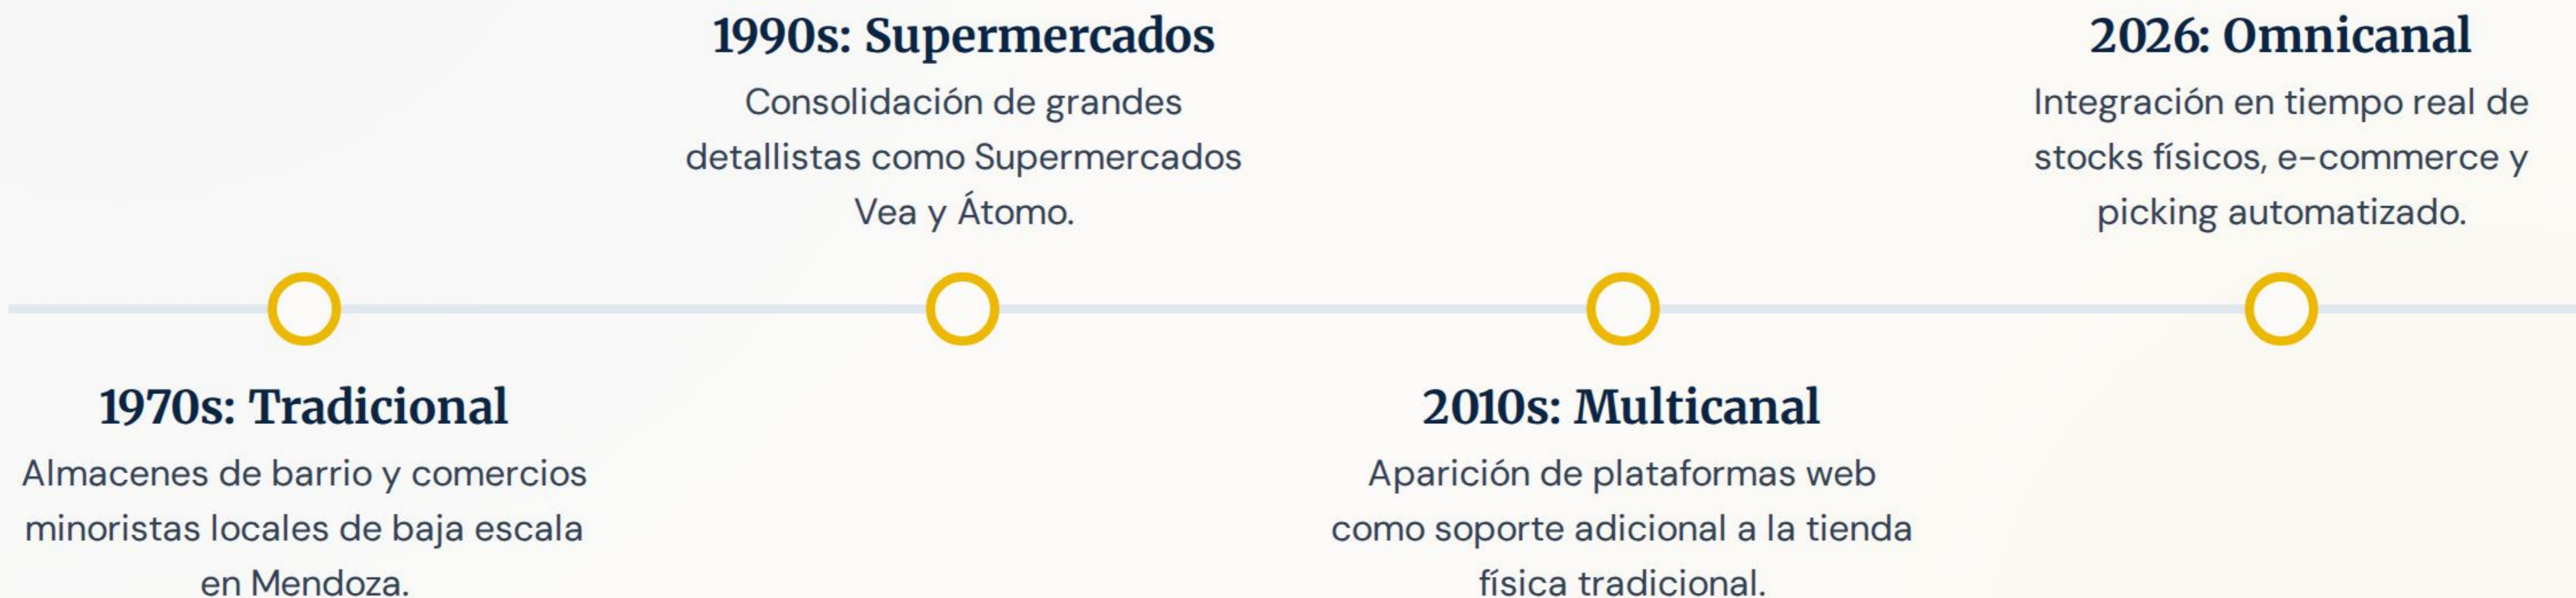 1970s: Tradicional
Almacenes de barrio y comercios
minoristas locales de baja escala
en Mendoza.
1990s: Supermercados
Consolidación de grandes
detallistas como Supermercados
Vea y Átomo.
2010s: Multicanal
Aparición de plataformas web
como soporte adicional a la tienda
física tradicional.
2026: Omnicanal
Integración en tiempo real de
stocks físicos, e-commerce y
picking automatizado.